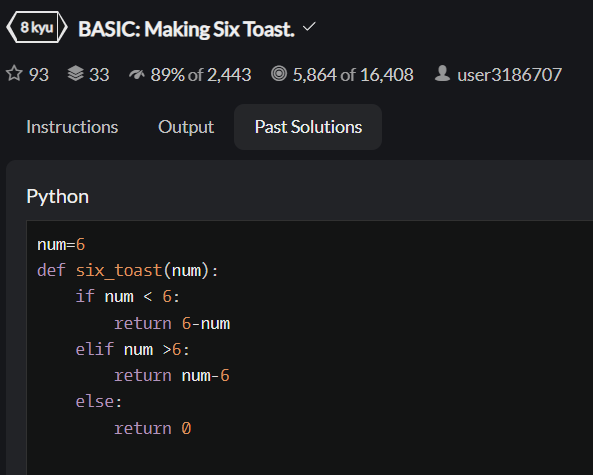 8 kyu BASIC: Making Six Toast.
93 33 89% of 2,443 5,864 of 16,408 user3186707
Instructions Output Past Solutions
Python
num=6
def six_toast(num):
    if num < 6:
        return 6-num
    elif num >6:
        return num-6
    else:
        return 0